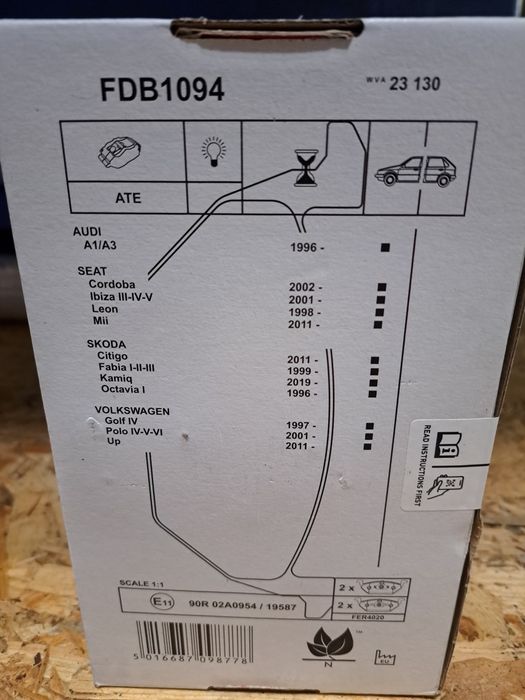 FDB1094
WVA 23 130
ATE
AUDI
A1/A3 1996 -
SEAT
Cordoba 2002 -
Ibiza III-IV-V 2001 -
Leon 1998 -
Mii 2011 -
SKODA
Citigo 2011 -
Fabia I-II-III 1999 -
Kamiq 2019 -
Octavia I 1996 -
VOLKSWAGEN
Golf IV 1997 -
Polo IV-V-VI 2001 -
Up 2011 -
READ INSTRUCTIONS FIRST
SCALE 1:1
E11 90R 02A0954 / 19587
2 x
2 x
FER4020
5 016687 098778
N
TM
EU